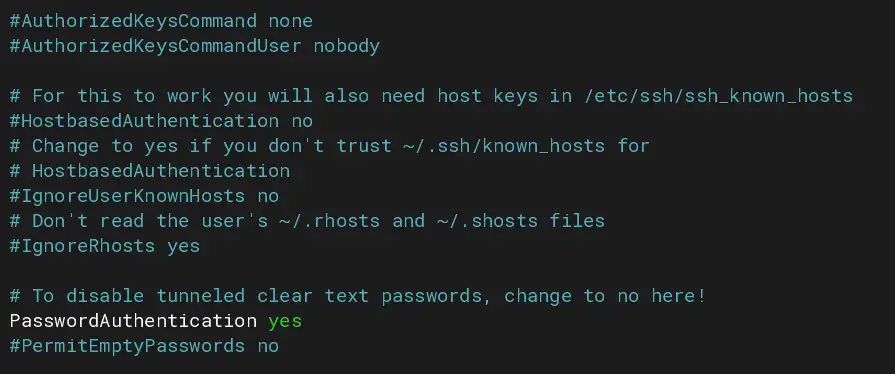 #AuthorizedKeysCommand none
#AuthorizedKeysCommandUser nobody
# For this to work you will also need host keys in /etc/ssh/ssh_known_hosts
#HostbasedAuthentication no
# Change to yes if you don't trust ~/.ssh/known_hosts for
# HostbasedAuthentication
#IgnoreUserKnownHosts no
# Don't read the user's ~/.rhosts and ~/.shosts files
#IgnoreRhosts yes
# To disable tunneled clear text passwords, change to no here!
PasswordAuthentication yes
#PermitEmptyPasswords no